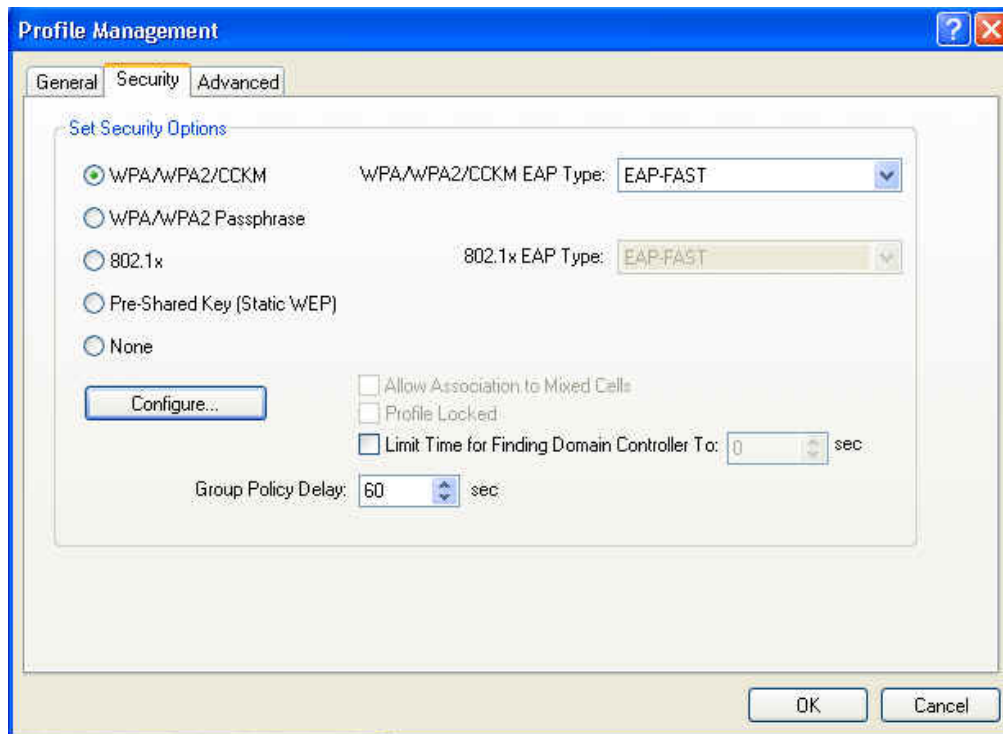 Profile Management
General Security Advanced
Set Security Options
WPA/WPA2/CCKM WPA/WPA2/CCKM EAP Type: EAP-FAST
WPA/WPA2 Passphrase
802.1x 802.1x EAP Type: EAP-FAST
Pre-Shared Key (Static WEP)
None
Configure... Allow Association to Mixed Cells
Profile Locked
Limit Time for Finding Domain Controller To: 0 sec
Group Policy Delay: 60 sec
OK Cancel